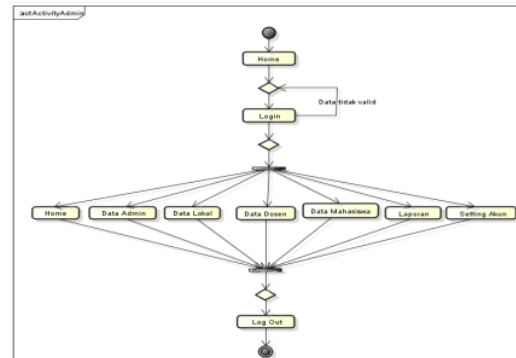 actActivityAdmin
Home
Data tidak valid
Login
Home
Data Admin
Data Lokal
Data Dosen
Data Mahasiswa
Laporan
Setting Akun
Log Out